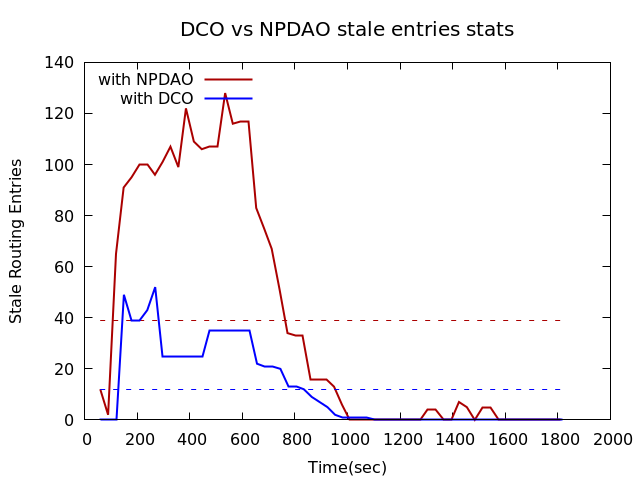 DCO vs NPDAO stale entries stats
with NPDAO
with DCO
Stale Routing Entries
140
120
100
80
60
40
20
0
0 200 400 600 800 1000 1200 1400 1600 1800 2000
Time(sec)